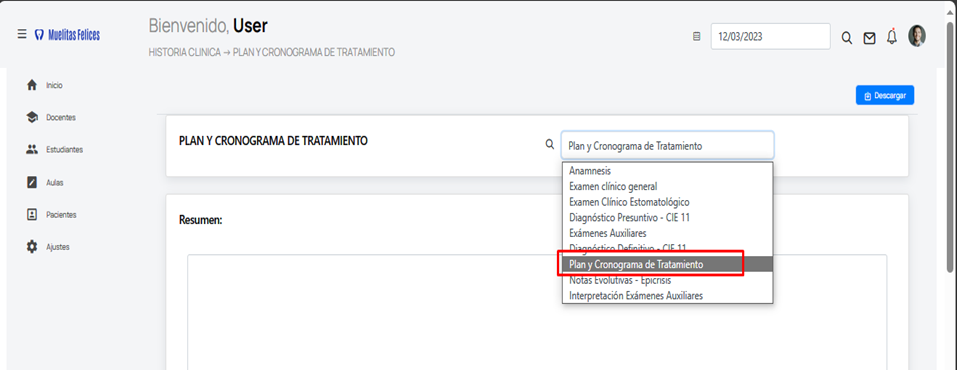 Muelitas Felices
Bienvenido, User
12/03/2023
HISTORIA CLINICA → PLAN Y CRONOGRAMA DE TRATAMIENTO
Inicio
Docentes
Estudiantes
Aulas
Pacientes
Ajustes
Descargar
PLAN Y CRONOGRAMA DE TRATAMIENTO
Plan y Cronograma de Tratamiento
Anamnesis
Examen clínico general
Examen Clínico Estomatológico
Diagnóstico Presuntivo - CIE 11
Exámenes Auxiliares
Diagnóstico Definitivo - CIE 11
Plan y Cronograma de Tratamiento
Notas Evolutivas - Epicrisis
Interpretación Exámenes Auxiliares
Resumen: